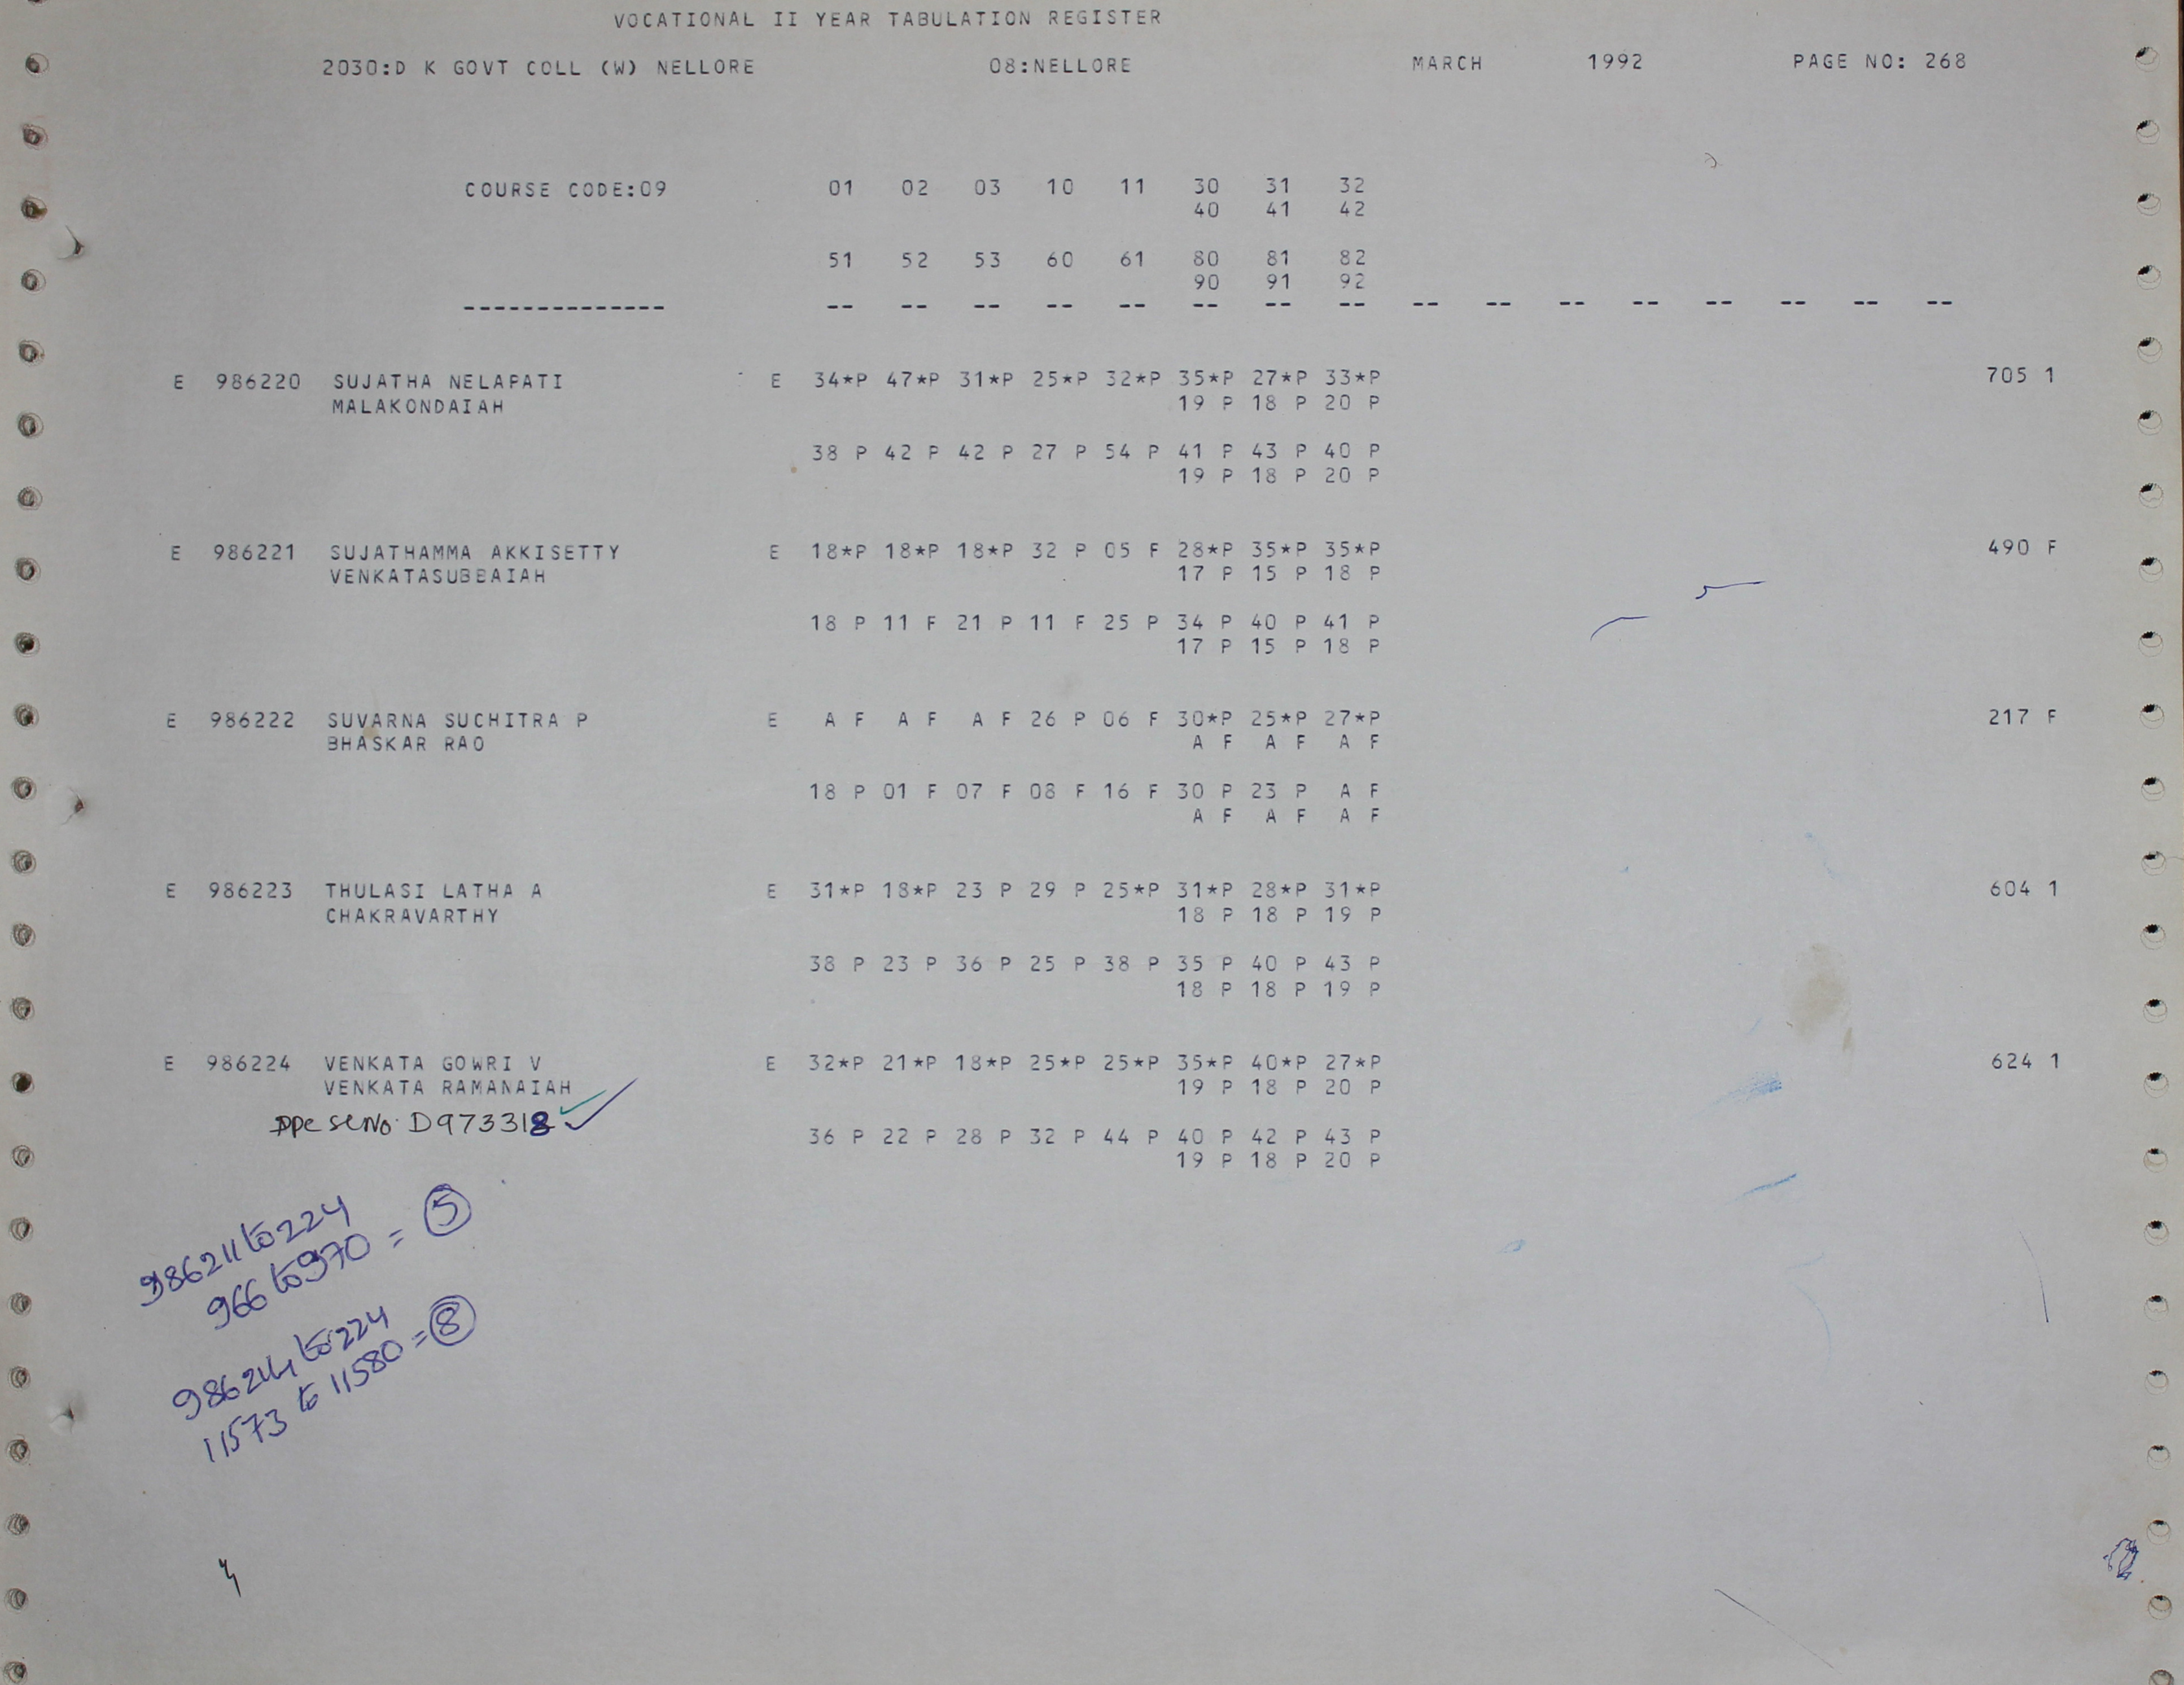 VOCATIONAL II YEAR TABULATION REGISTER
2030:D K GOVT COLL (W) NELLORE 08:NELLORE MARCH 1992 PAGE NO: 268
COURSE CODE:09 01 02 03 10 11 30 31 32
40 41 42
51 52 53 60 61 80 81 82
90 91 92
-------------- -- -- -- -- -- -- -- -- -- -- -- -- -- -- -- --
E 986220 SUJATHA NELAPATI E 34*P 47*P 31*P 25*P 32*P 35*P 27*P 33*P 705 1
MALAKONDAIAH 19 P 18 P 20 P
38 P 42 P 42 P 27 P 54 P 41 P 43 P 40 P
19 P 18 P 20 P
E 986221 SUJATHAMMA AKKISETTY E 18*P 18*P 18*P 32 P 05 F 28*P 35*P 35*P 490 F
VENKATASUBBAIAH 17 P 15 P 18 P
18 P 11 F 21 P 11 F 25 P 34 P 40 P 41 P
17 P 15 P 18 P
E 986222 SUVARNA SUCHITRA P E A F A F A F 26 P 06 F 30*P 25*P 27*P 217 F
BHASKAR RAO A F A F A F
18 P 01 F 07 F 08 F 16 F 30 P 23 P A F
A F A F A F
E 986223 THULASI LATHA A E 31*P 18*P 23 P 29 P 25*P 31*P 28*P 31*P 604 1
CHAKRAVARTHY 18 P 18 P 19 P
38 P 23 P 36 P 25 P 38 P 35 P 40 P 43 P
18 P 18 P 19 P
E 986224 VENKATA GOWRI V E 32*P 21*P 18*P 25*P 25*P 35*P 40*P 27*P 624 1
VENKATA RAMANAIAH 19 P 18 P 20 P
ppc slNo. D973318
36 P 22 P 28 P 32 P 44 P 40 P 42 P 43 P
19 P 18 P 20 P
986211 to 224
966 to 970 = 5
to 224
11573 to 11580 = 8